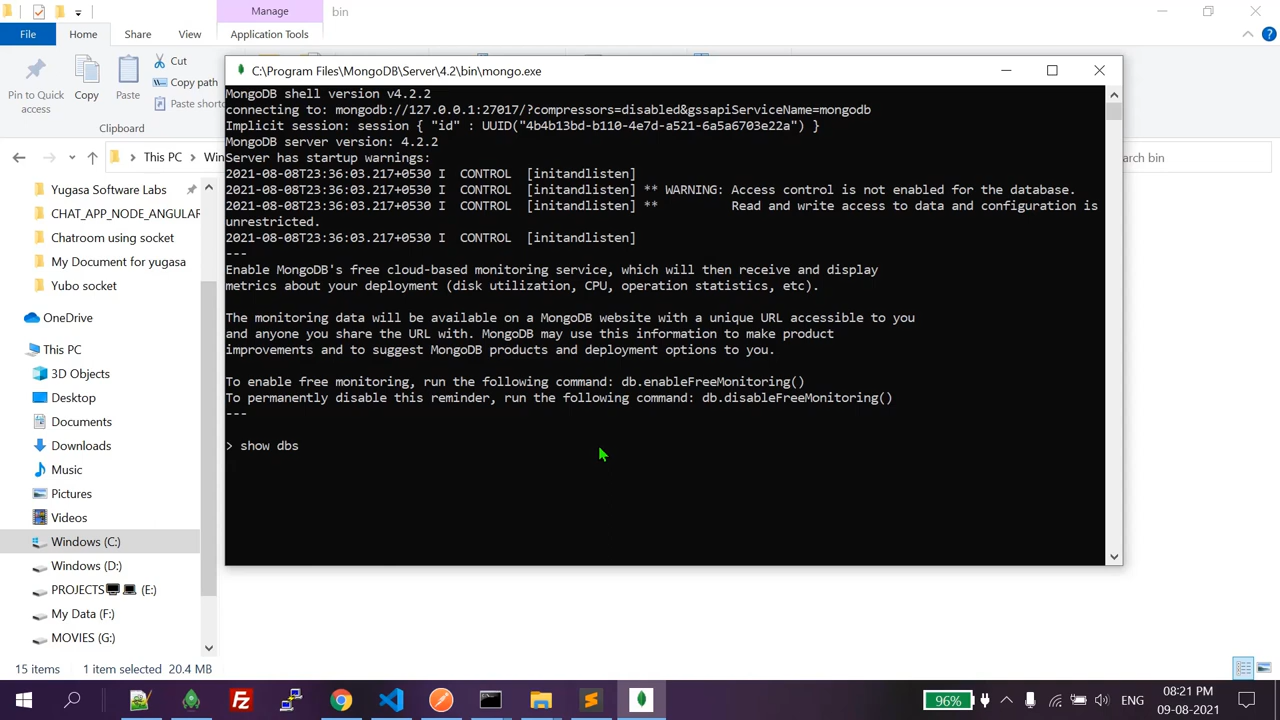 Manage
bin
File
Home
Share
View
Application Tools
Pin to Quick
access
Copy
Paste
Cut
Copy path
Paste shortc
Clipboard
This PC
Win
arch bin
C:\Program Files\MongoDB\Server\4.2\bin\mongo.exe
MongoDB shell version v4.2.2
connecting to: mongodb://127.0.0.1:27017/?compressors=disabled&gssapiServiceName=mongodb
Implicit session: session { "id" : UUID("4b4b13bd-b110-4e7d-a521-6a5a6703e22a") }
MongoDB server version: 4.2.2
Server has startup warnings:
2021-08-08T23:36:03.217+0530 I  CONTROL  [initandlisten]
2021-08-08T23:36:03.217+0530 I  CONTROL  [initandlisten] ** WARNING: Access control is not enabled for the database.
2021-08-08T23:36:03.217+0530 I  CONTROL  [initandlisten] **          Read and write access to data and configuration is
unrestricted.
2021-08-08T23:36:03.217+0530 I  CONTROL  [initandlisten]
---
Enable MongoDB's free cloud-based monitoring service, which will then receive and display
metrics about your deployment (disk utilization, CPU, operation statistics, etc).
The monitoring data will be available on a MongoDB website with a unique URL accessible to you
and anyone you share the URL with. MongoDB may use this information to make product
improvements and to suggest MongoDB products and deployment options to you.
To enable free monitoring, run the following command: db.enableFreeMonitoring()
To permanently disable this reminder, run the following command: db.disableFreeMonitoring()
---
> show dbs
Yugasa Software Labs
CHAT_APP_NODE_ANGULAR
Chatroom using socket
My Document for yugasa
Yubo socket
OneDrive
This PC
3D Objects
Desktop
Documents
Downloads
Music
Pictures
Videos
Windows (C:)
Windows (D:)
PROJECTS (E:)
My Data (F:)
MOVIES (G:)
15 items
1 item selected
20.4 MB
96%
ENG
08:21 PM
09-08-2021